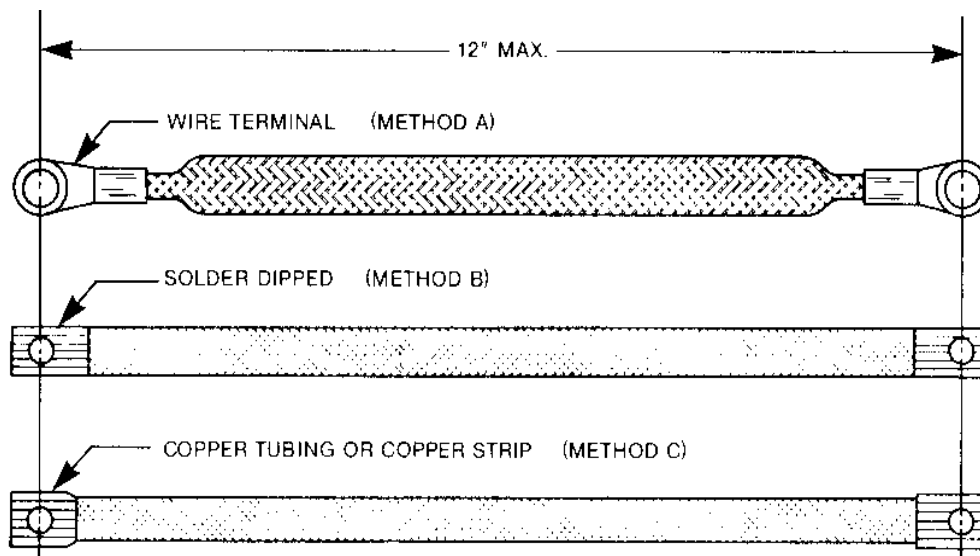 12" MAX.
WIRE TERMINAL (METHOD A)
SOLDER DIPPED (METHOD B)
COPPER TUBING OR COPPER STRIP (METHOD C)